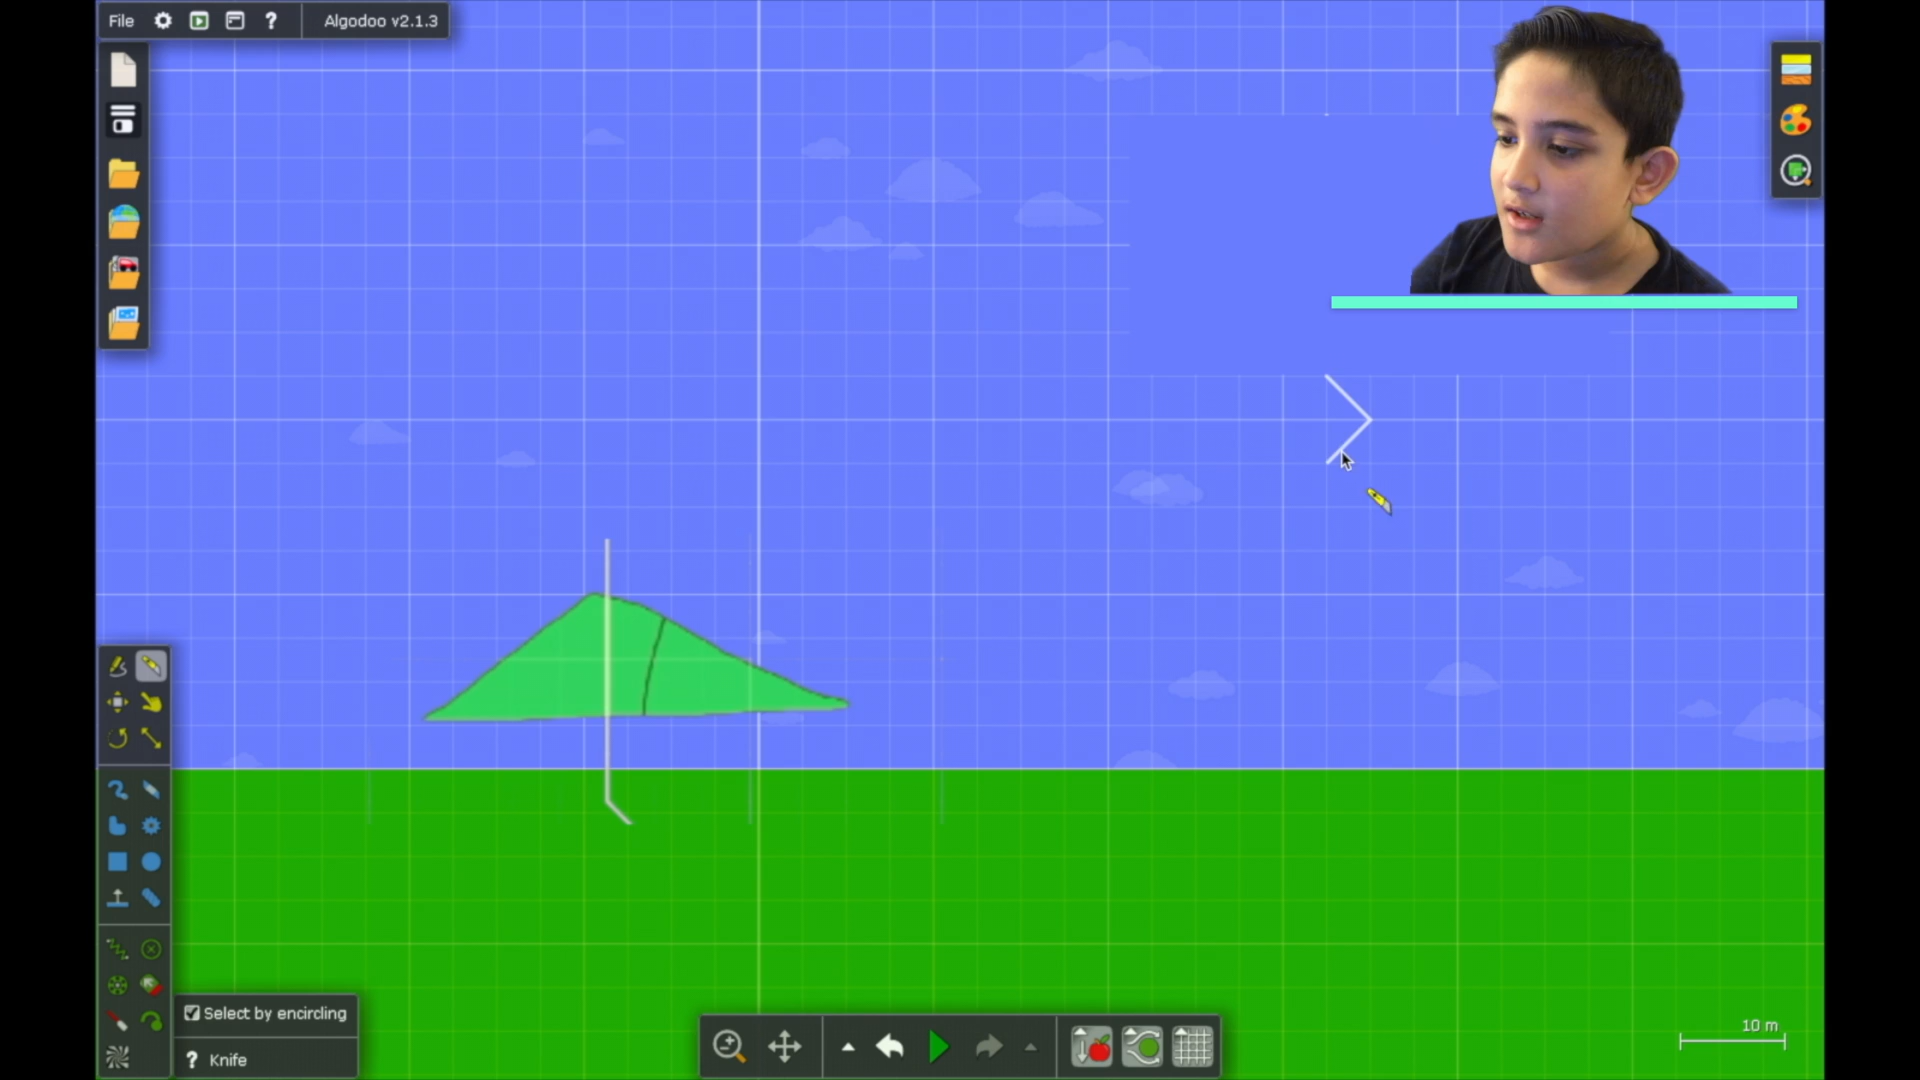 File ? Algodoo v2.1.3
Select by encircling
? Knife
10 m